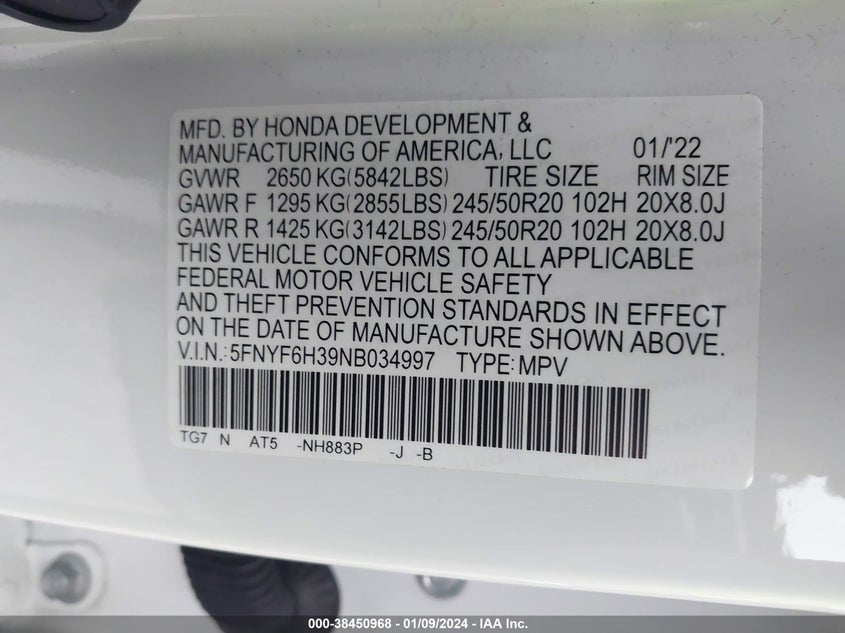 MFD. BY HONDA DEVELOPMENT &
MANUFACTURING OF AMERICA, LLC 01/'22
GVWR 2650 KG(5842LBS) TIRE SIZE RIM SIZE
GAWR F 1295 KG(2855LBS) 245/50R20 102H 20X8.0J
GAWR R 1425 KG(3142LBS) 245/50R20 102H 20X8.0J
THIS VEHICLE CONFORMS TO ALL APPLICABLE
FEDERAL MOTOR VEHICLE SAFETY
AND THEFT PREVENTION STANDARDS IN EFFECT
ON THE DATE OF MANUFACTURE SHOWN ABOVE.
V.I.N.: 5FNYF6H39NB034997 TYPE: MPV
TG7 N AT5 -NH883P -J -B
000-38450968 - 01/09/2024 - IAA Inc.